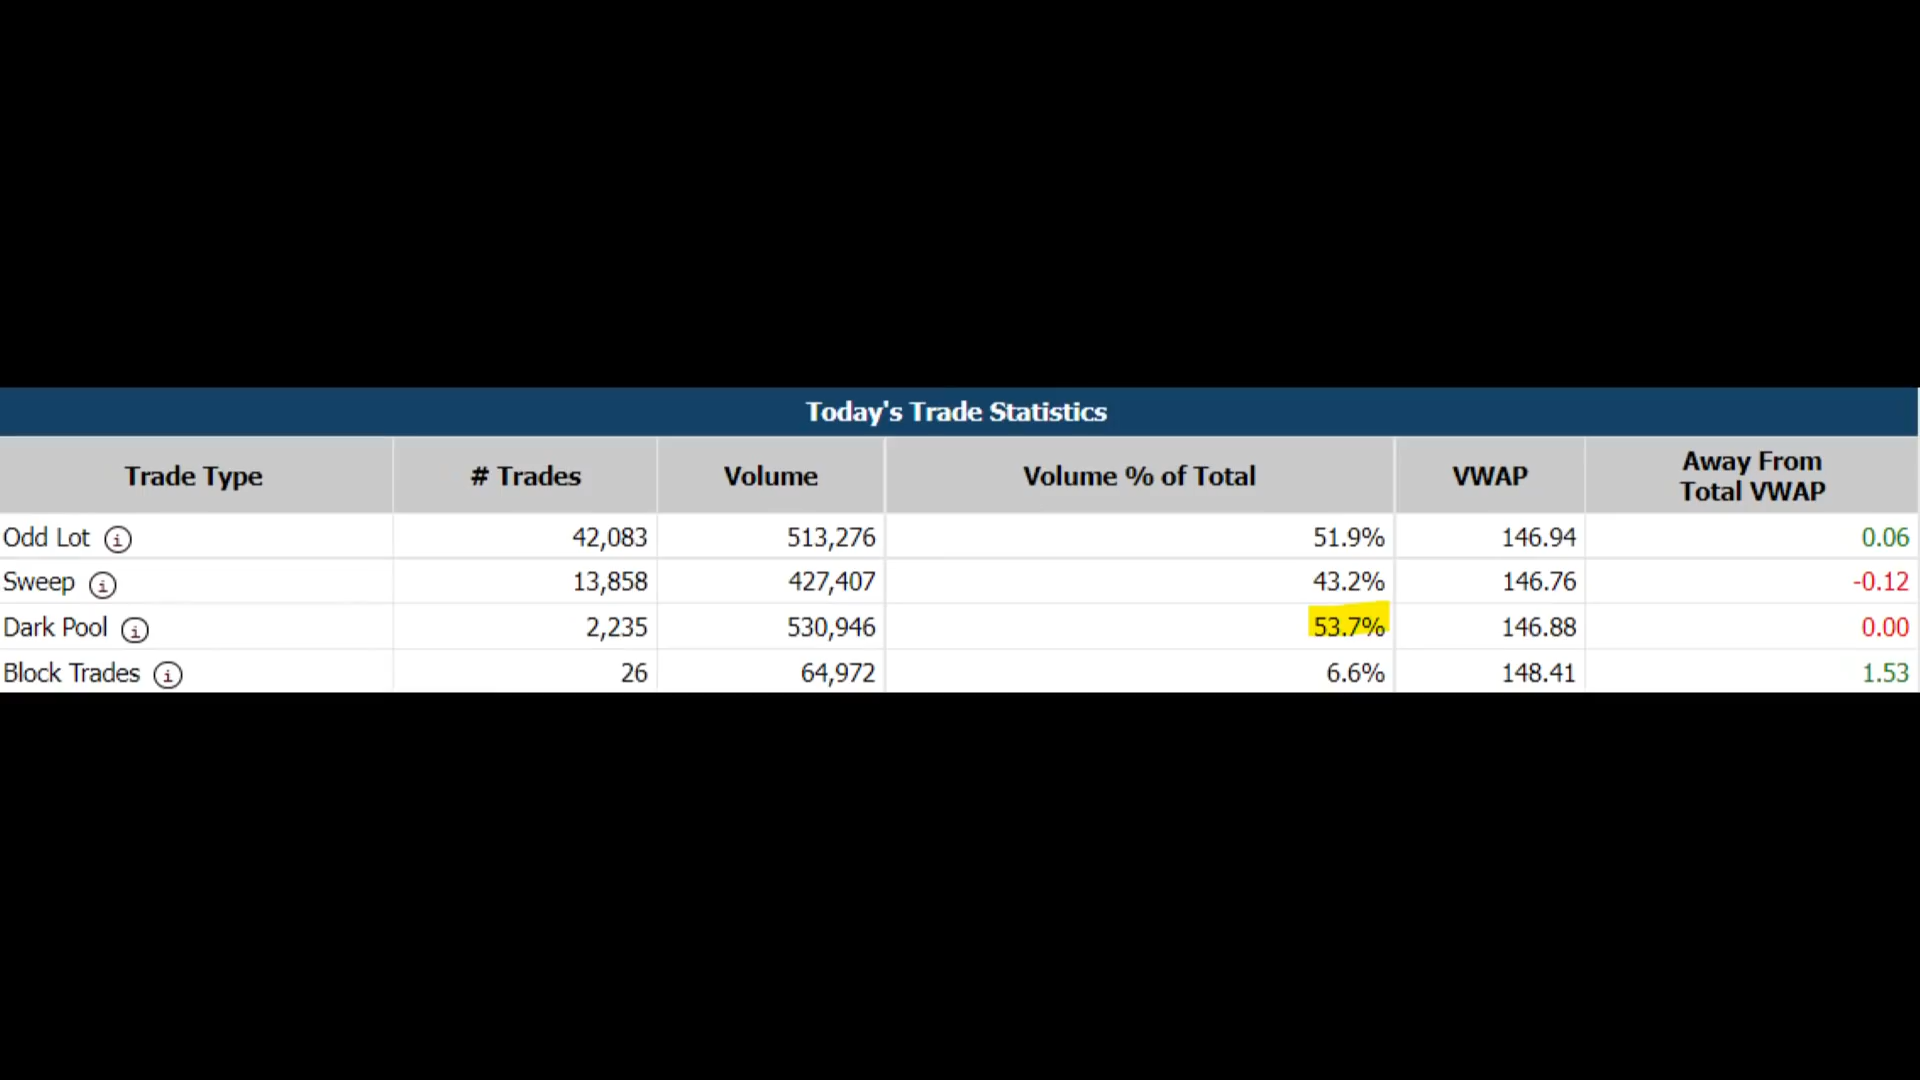 Today's Trade Statistics
Trade Type # Trades Volume Volume % of Total VWAP Away From Total VWAP
Odd Lot i 42,083 513,276 51.9% 146.94 0.06
Sweep i 13,858 427,407 43.2% 146.76 -0.12
Dark Pool i 2,235 530,946 53.7% 146.88 0.00
Block Trades i 26 64,972 6.6% 148.41 1.53